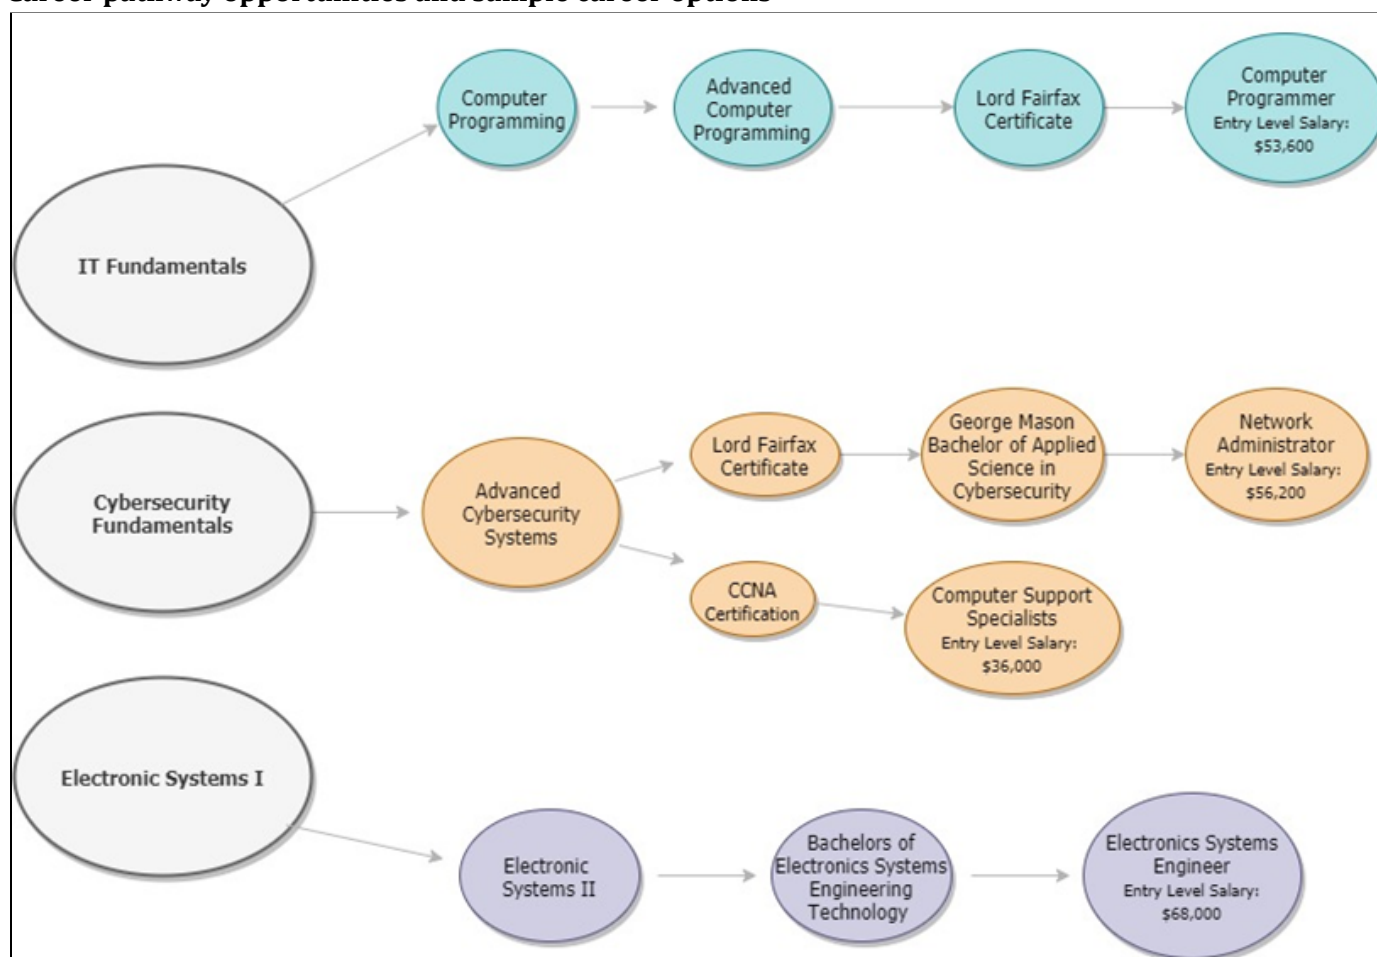 Career pathway opportunities and sample career options
Computer
Programming
Advanced
Computer
Programming
Lord Fairfax
Certificate
Computer
Programmer
Entry Level Salary:
$53,600
IT Fundamentals
Cybersecurity
Fundamentals
Advanced
Cybersecurity
Systems
Lord Fairfax
Certificate
George Mason
Bachelor of Applied
Science in
Cybersecurity
Network
Administrator
Entry Level Salary:
$56,200
CCNA
Certification
Computer Support
Specialists
Entry Level Salary:
$36,000
Electronic Systems I
Electronic
Systems II
Bachelors of
Electronics Systems
Engineering
Technology
Electronics Systems
Engineer
Entry Level Salary:
$68,000